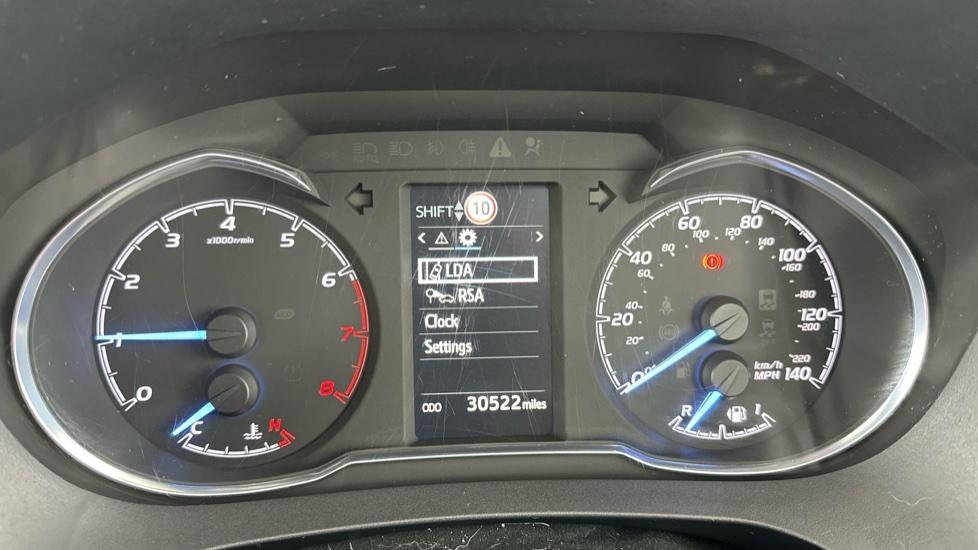 SHIFT 10
LDA
RSA
Clock
Settings
ODO 30522 miles
0 1 2 3 4 5 6 7 8
x1000r/min
C H
0 20 40 60 80 100 120 140
0 20 40 60 80 100 120 140 160 180 200 220
km/h
MPH
R 1